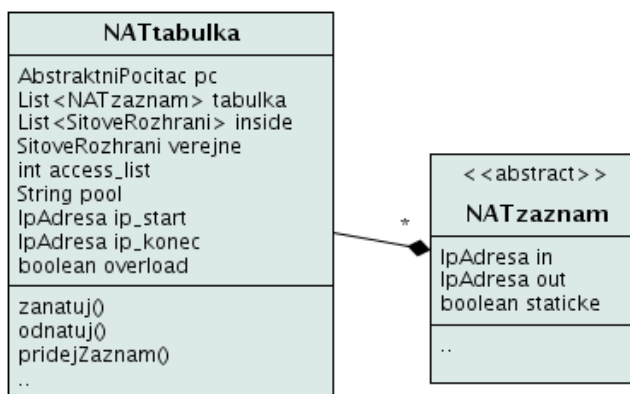 NATtabulka
AbstraktniPocitac pc
List<NATzaznam> tabulka
List<SitoveRozhrani> inside
SitoveRozhrani verejne
int access_list
String pool
IpAdresa ip_start
IpAdresa ip_konec
boolean overload
zanatuj()
odnatuj()
pridejZaznam()
..
*
<<abstract>>
NATzaznam
IpAdresa in
IpAdresa out
boolean staticke
..